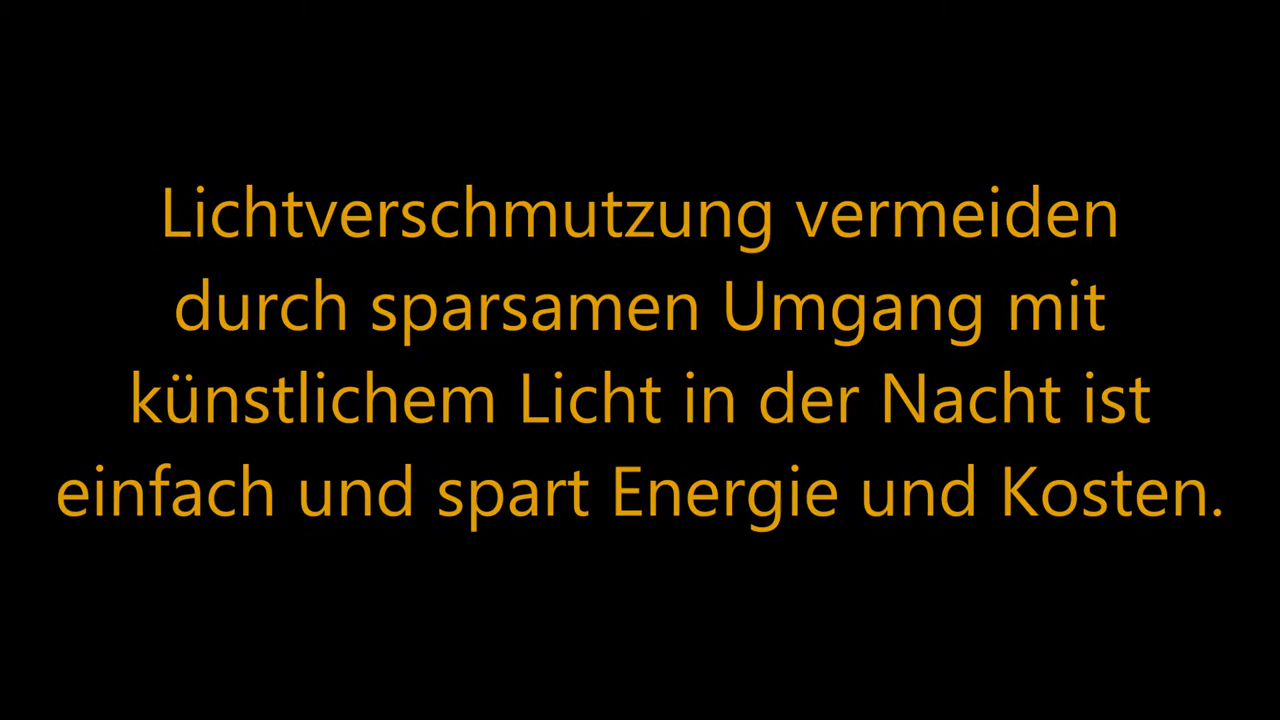 Lichtverschmutzung vermeiden
durch sparsamen Umgang mit
künstlichem Licht in der Nacht ist
einfach und spart Energie und Kosten.